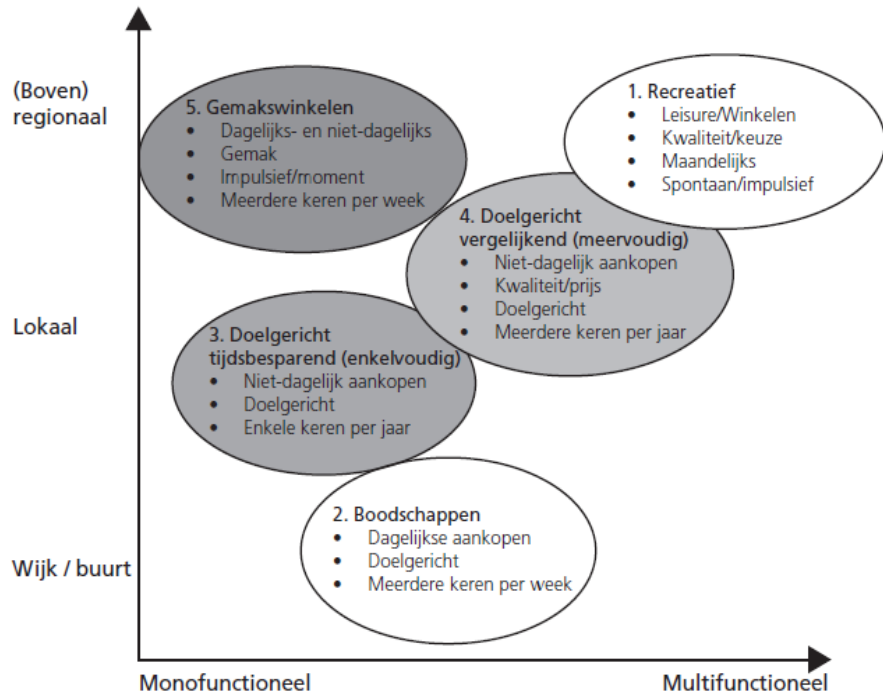 (Boven)
regionaal
5. Gemakswinkelen
• Dagelijks- en niet-dagelijks
• Gemak
• Impulsief/moment
• Meerdere keren per week
1. Recreatief
• Leisure/Winkelen
• Kwaliteit/keuze
• Maandelijks
• Spontaan/impulsief
4. Doelgericht
vergelijkend (meervoudig)
• Niet-dagelijk aankopen
• Kwaliteit/prijs
• Doelgericht
• Meerdere keren per jaar
Lokaal
3. Doelgericht
tijdsbesparend (enkelvoudig)
• Niet-dagelijk aankopen
• Doelgericht
• Enkele keren per jaar
2. Boodschappen
• Dagelijkse aankopen
• Doelgericht
• Meerdere keren per week
Wijk / buurt
Monofunctioneel
Multifunctioneel